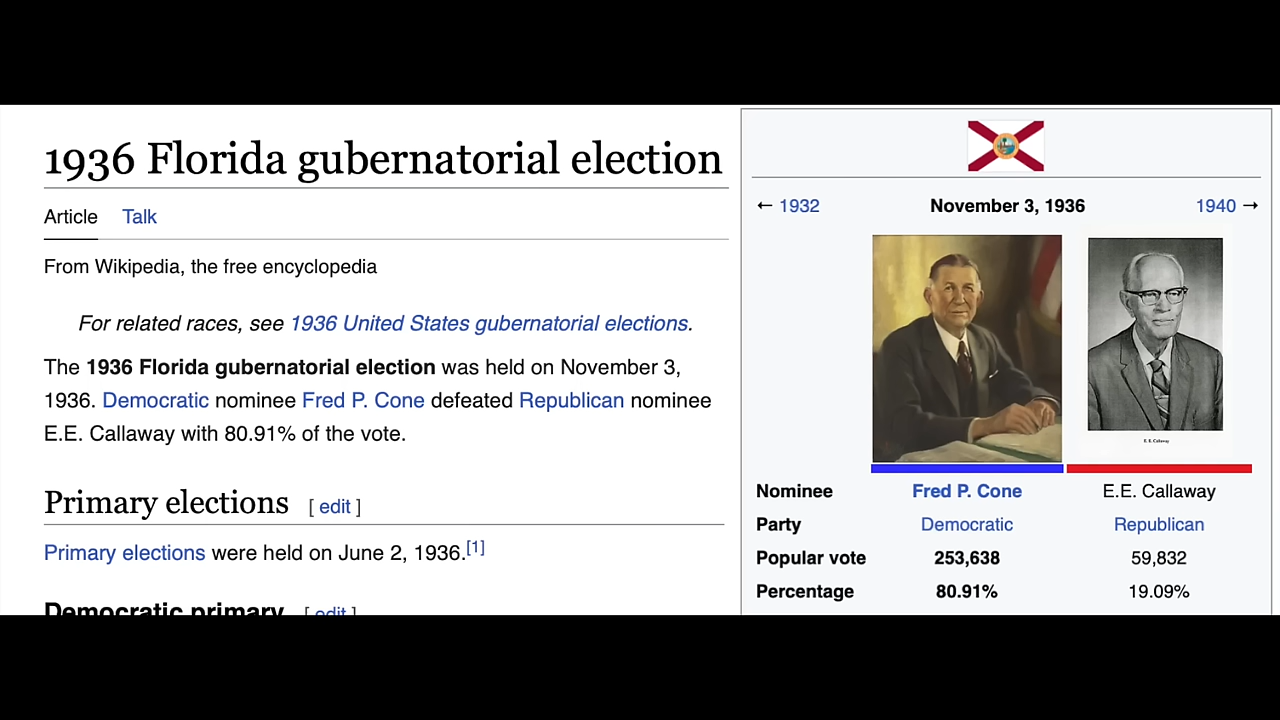 1936 Florida gubernatorial election
Article Talk
From Wikipedia, the free encyclopedia
For related races, see 1936 United States gubernatorial elections.
The 1936 Florida gubernatorial election was held on November 3,
1936. Democratic nominee Fred P. Cone defeated Republican nominee
E.E. Callaway with 80.91% of the vote.
Primary elections [ edit ]
Primary elections were held on June 2, 1936.[1]
Democratic primary [ edit ]
← 1932 November 3, 1936 1940 →
E. E. Callaway
Nominee Fred P. Cone E.E. Callaway
Party Democratic Republican
Popular vote 253,638 59,832
Percentage 80.91% 19.09%